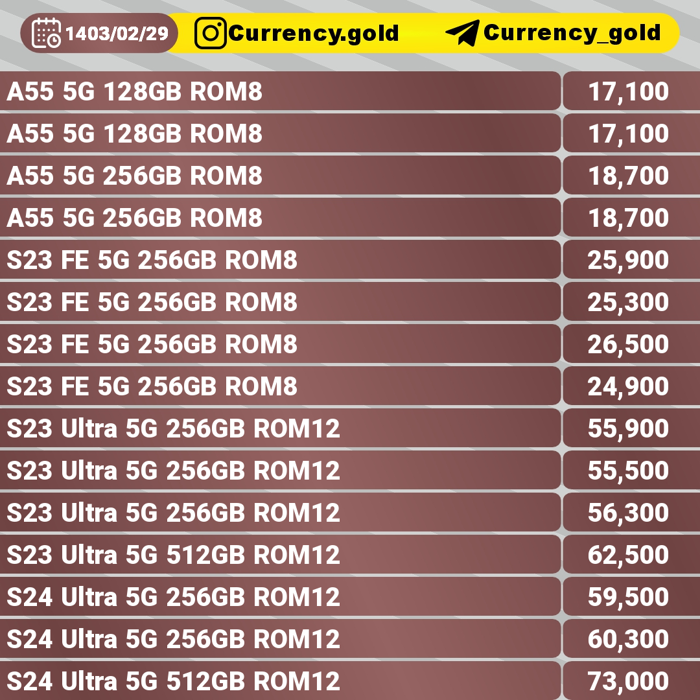 1403/02/29 Currency.gold Currency_gold
A55 5G 128GB ROM8 17,100
A55 5G 128GB ROM8 17,100
A55 5G 256GB ROM8 18,700
A55 5G 256GB ROM8 18,700
S23 FE 5G 256GB ROM8 25,900
S23 FE 5G 256GB ROM8 25,300
S23 FE 5G 256GB ROM8 26,500
S23 FE 5G 256GB ROM8 24,900
S23 Ultra 5G 256GB ROM12 55,900
S23 Ultra 5G 256GB ROM12 55,500
S23 Ultra 5G 256GB ROM12 56,300
S23 Ultra 5G 512GB ROM12 62,500
S24 Ultra 5G 256GB ROM12 59,500
S24 Ultra 5G 256GB ROM12 60,300
S24 Ultra 5G 512GB ROM12 73,000